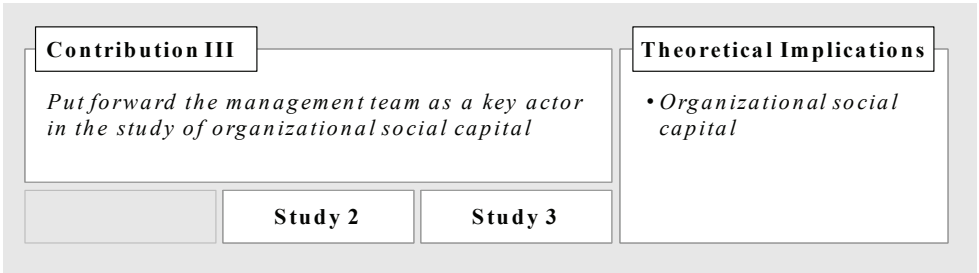 Contribution III
Put forward the management team as a key actor
in the study of organizational social capital
Study 2
Study 3
Theoretical Implications
• Organizational social
capital